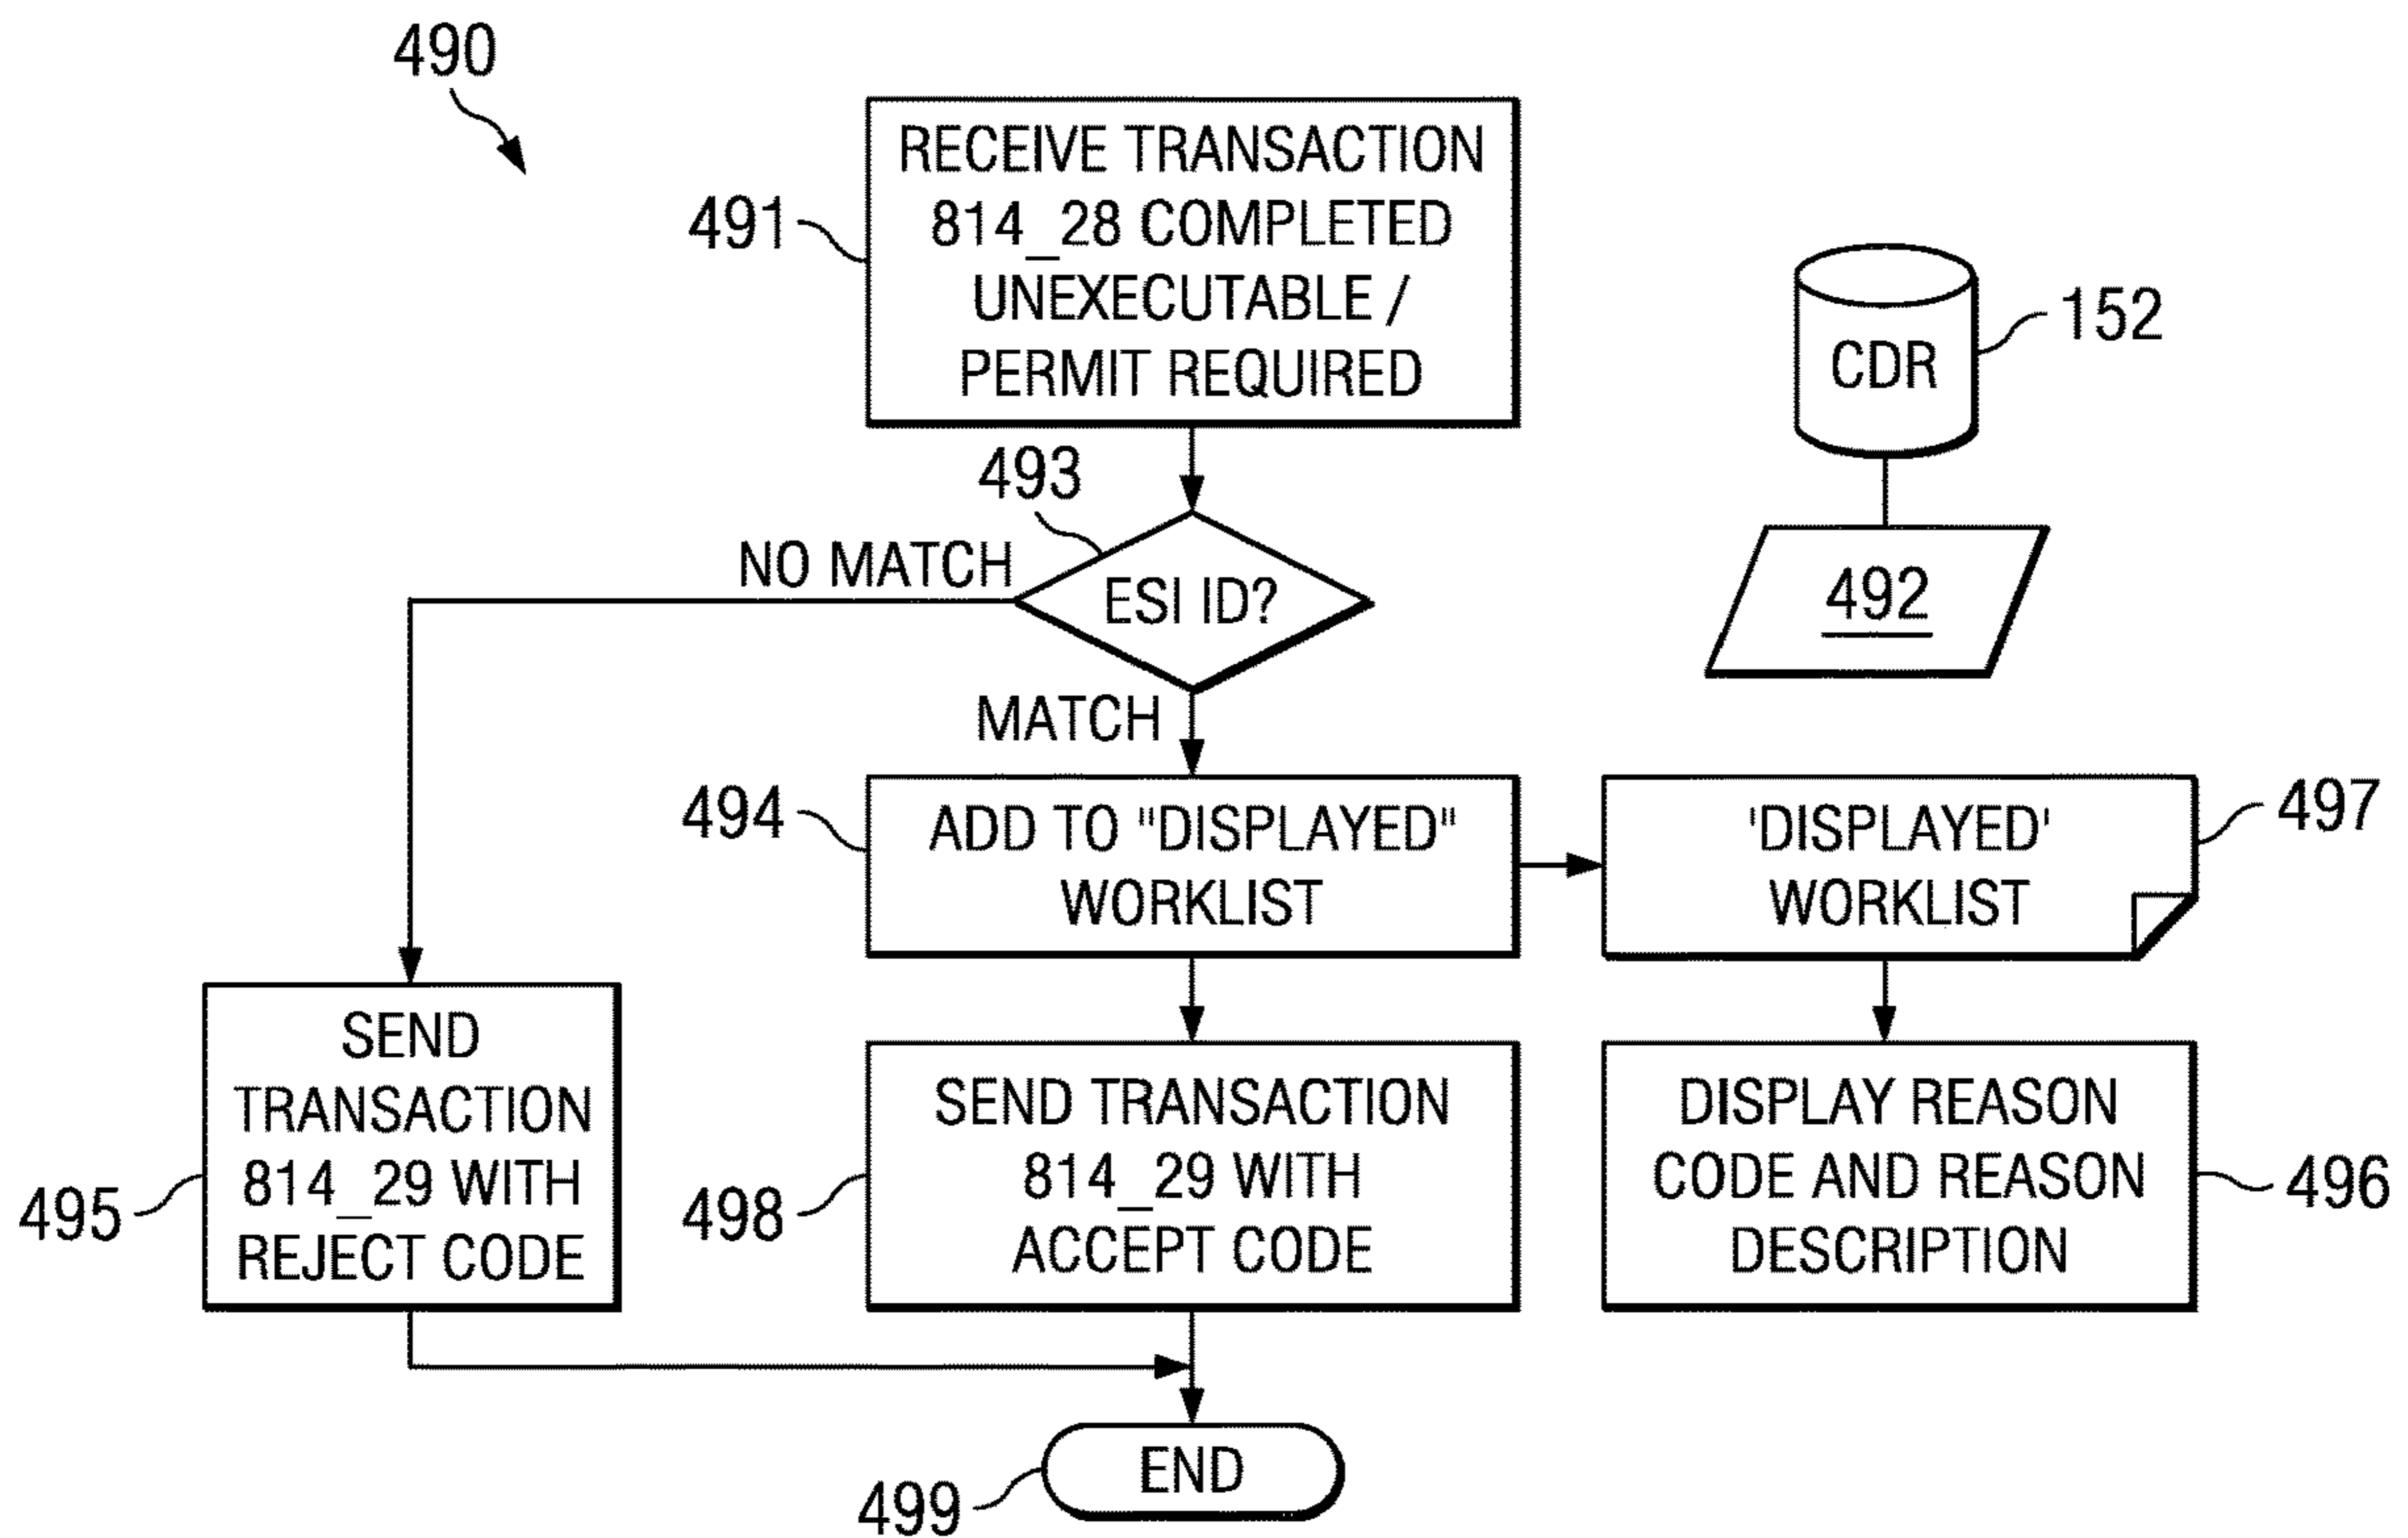 490
RECEIVE TRANSACTION
814_28 COMPLETED
UNEXECUTABLE /
PERMIT REQUIRED
491
CDR
152
492
493
NO MATCH
ESI ID?
MATCH
494
ADD TO "DISPLAYED"
WORKLIST
'DISPLAYED'
WORKLIST
497
SEND
TRANSACTION
814_29 WITH
REJECT CODE
495
SEND TRANSACTION
814_29 WITH
ACCEPT CODE
498
DISPLAY REASON
CODE AND REASON
DESCRIPTION
496
END
499